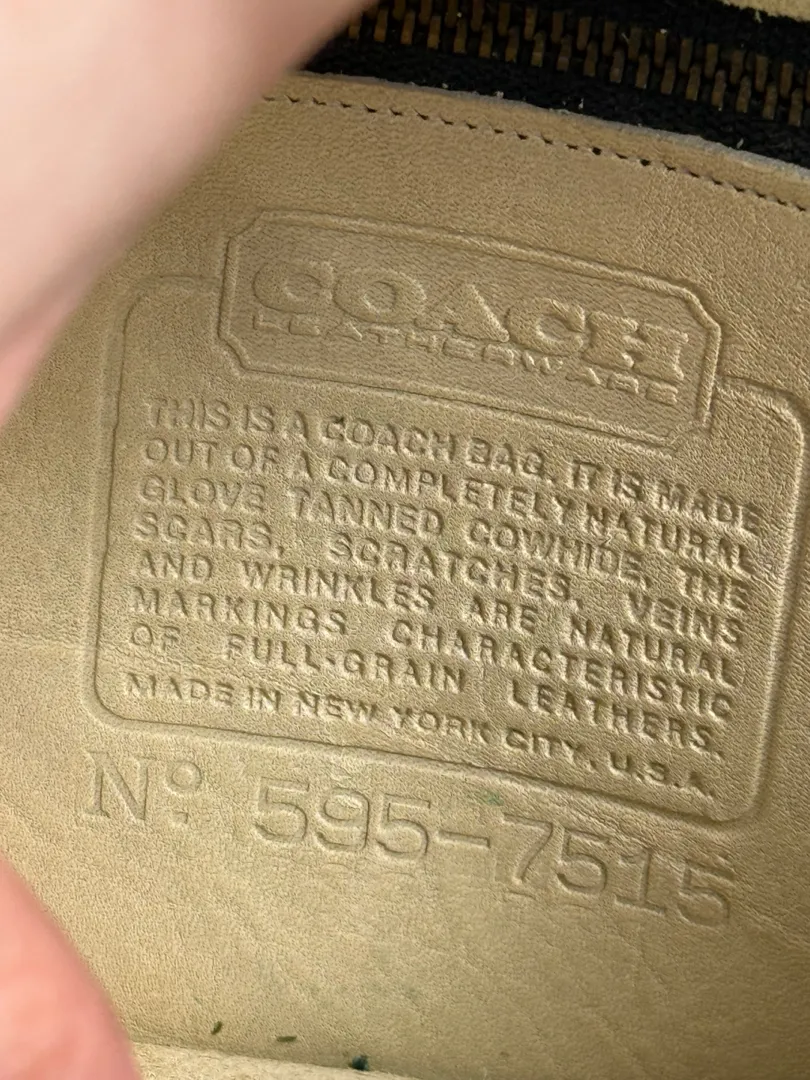 COACH
LEATHERWARE
THIS IS A COACH BAG. IT IS MADE
OUT OF A COMPLETELY NATURAL
GLOVE TANNED COWHIDE, THE
SCARS, SCRATCHES, VEINS
AND WRINKLES ARE NATURAL
MARKINGS CHARACTERISTIC
OF FULL-GRAIN LEATHERS.
MADE IN NEW YORK CITY, U.S.A.
Nº 595-7515